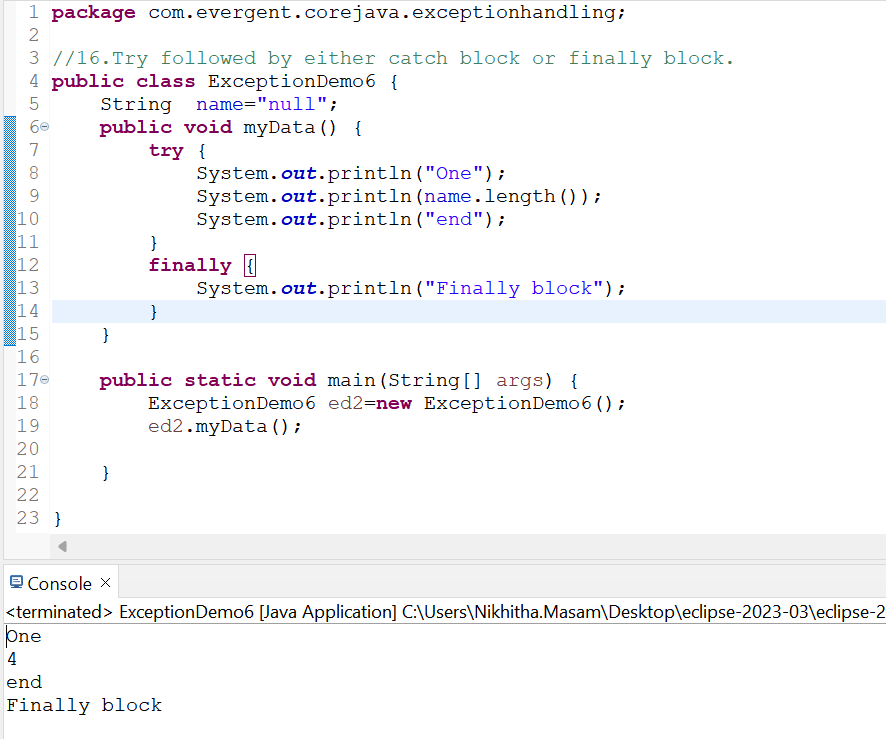 1 package com.evergent.corejava.exceptionhandling;
2
3 //16.Try followed by either catch block or finally block.
4 public class ExceptionDemo6 {
5     String  name="null";
6     public void myData() {
7         try {
8             System.out.println("One");
9             System.out.println(name.length());
10             System.out.println("end");
11         }
12         finally {
13             System.out.println("Finally block");
14         }
15     }
16
17     public static void main(String[] args) {
18         ExceptionDemo6 ed2=new ExceptionDemo6();
19         ed2.myData();
20
21     }
22
23 }
Console ×
<terminated> ExceptionDemo6 [Java Application] C:\Users\Nikhitha.Masam\Desktop\eclipse-2023-03\eclipse-2
One
4
end
Finally block